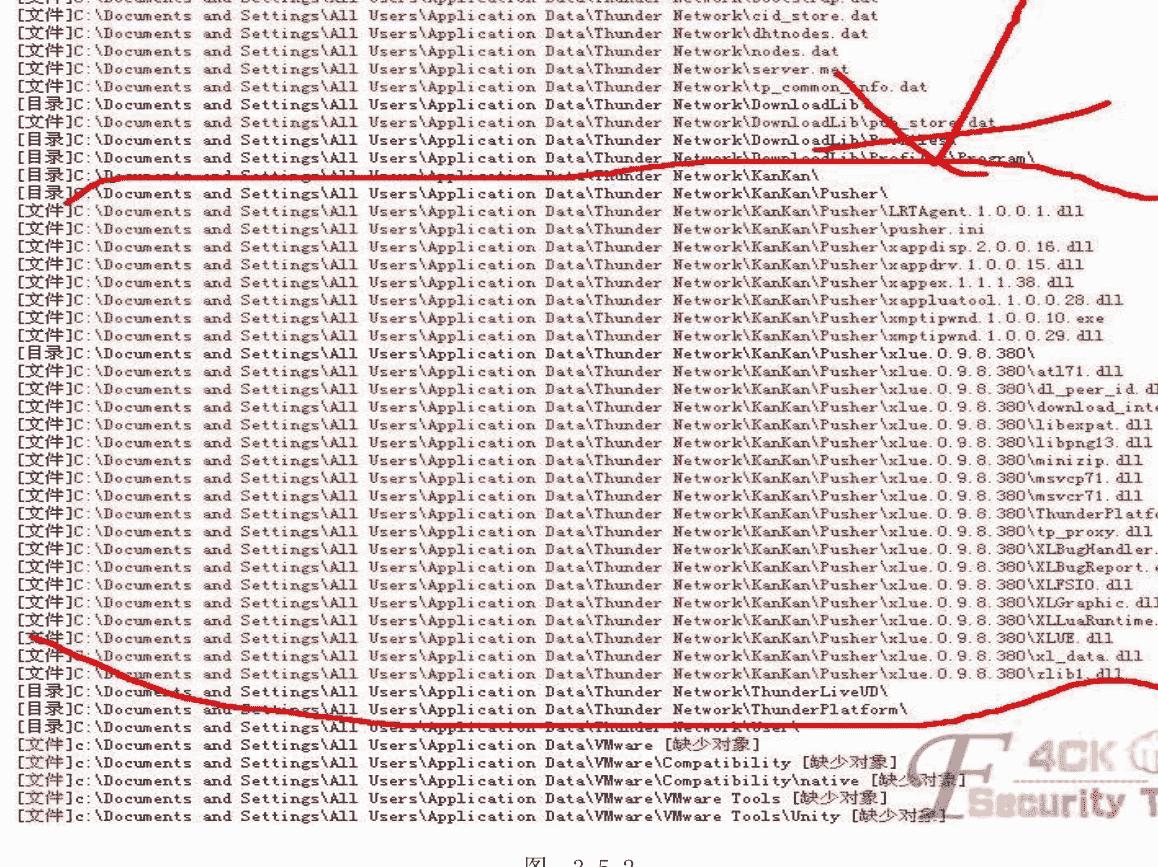 [文件]C:\Documents and Settings\All Users\Application Data\Thunder Network\cid_store.dat
[文件]C:\Documents and Settings\All Users\Application Data\Thunder Network\dhtnodes.dat
[文件]C:\Documents and Settings\All Users\Application Data\Thunder Network\nodes.dat
[文件]C:\Documents and Settings\All Users\Application Data\Thunder Network\server.met
[文件]C:\Documents and Settings\All Users\Application Data\Thunder Network\tp_common_info.dat
[目录]C:\Documents and Settings\All Users\Application Data\Thunder Network\DownloadLib\
[文件]C:\Documents and Settings\All Users\Application Data\Thunder Network\DownloadLib\pub_store.dat
[目录]C:\Documents and Settings\All Users\Application Data\Thunder Network\DownloadLib\Profiles\
[目录]C:\Documents and Settings\All Users\Application Data\Thunder Network\DownloadLib\Profiles\Program\
[目录]C:\Documents and Settings\All Users\Application Data\Thunder Network\KanKan\
[目录]C:\Documents and Settings\All Users\Application Data\Thunder Network\KanKan\Pusher\
[文件]C:\Documents and Settings\All Users\Application Data\Thunder Network\KanKan\Pusher\LRTAgent.1.0.0.1.dll
[文件]C:\Documents and Settings\All Users\Application Data\Thunder Network\KanKan\Pusher\pusher.ini
[文件]C:\Documents and Settings\All Users\Application Data\Thunder Network\KanKan\Pusher\xappdisp.2.0.0.16.dll
[文件]C:\Documents and Settings\All Users\Application Data\Thunder Network\KanKan\Pusher\xappdrv.1.0.0.15.dll
[文件]C:\Documents and Settings\All Users\Application Data\Thunder Network\KanKan\Pusher\xappex.1.1.1.38.dll
[文件]C:\Documents and Settings\All Users\Application Data\Thunder Network\KanKan\Pusher\xappluatool.1.0.0.28.dll
[文件]C:\Documents and Settings\All Users\Application Data\Thunder Network\KanKan\Pusher\xmptipwnd.1.0.0.10.exe
[文件]C:\Documents and Settings\All Users\Application Data\Thunder Network\KanKan\Pusher\xmptipwnd.1.0.0.29.dll
[目录]C:\Documents and Settings\All Users\Application Data\Thunder Network\KanKan\Pusher\xlue.0.9.8.380\
[文件]C:\Documents and Settings\All Users\Application Data\Thunder Network\KanKan\Pusher\xlue.0.9.8.380\atl71.dll
[文件]C:\Documents and Settings\All Users\Application Data\Thunder Network\KanKan\Pusher\xlue.0.9.8.380\dl_peer_id.dl
[文件]C:\Documents and Settings\All Users\Application Data\Thunder Network\KanKan\Pusher\xlue.0.9.8.380\download_inte
[文件]C:\Documents and Settings\All Users\Application Data\Thunder Network\KanKan\Pusher\xlue.0.9.8.380\libexpat.dll
[文件]C:\Documents and Settings\All Users\Application Data\Thunder Network\KanKan\Pusher\xlue.0.9.8.380\libpng13.dll
[文件]C:\Documents and Settings\All Users\Application Data\Thunder Network\KanKan\Pusher\xlue.0.9.8.380\minizip.dll
[文件]C:\Documents and Settings\All Users\Application Data\Thunder Network\KanKan\Pusher\xlue.0.9.8.380\msvcp71.dll
[文件]C:\Documents and Settings\All Users\Application Data\Thunder Network\KanKan\Pusher\xlue.0.9.8.380\msvcr71.dll
[文件]C:\Documents and Settings\All Users\Application Data\Thunder Network\KanKan\Pusher\xlue.0.9.8.380\ThunderPlatfo
[文件]C:\Documents and Settings\All Users\Application Data\Thunder Network\KanKan\Pusher\xlue.0.9.8.380\tp_proxy.dll
[文件]C:\Documents and Settings\All Users\Application Data\Thunder Network\KanKan\Pusher\xlue.0.9.8.380\XLBugHandler.
[文件]C:\Documents and Settings\All Users\Application Data\Thunder Network\KanKan\Pusher\xlue.0.9.8.380\XLBugReport.e
[文件]C:\Documents and Settings\All Users\Application Data\Thunder Network\KanKan\Pusher\xlue.0.9.8.380\XLFSIO.dll
[文件]C:\Documents and Settings\All Users\Application Data\Thunder Network\KanKan\Pusher\xlue.0.9.8.380\XLGraphic.dll
[文件]C:\Documents and Settings\All Users\Application Data\Thunder Network\KanKan\Pusher\xlue.0.9.8.380\XLLuaRuntime.
[文件]C:\Documents and Settings\All Users\Application Data\Thunder Network\KanKan\Pusher\xlue.0.9.8.380\XLUE.dll
[文件]C:\Documents and Settings\All Users\Application Data\Thunder Network\KanKan\Pusher\xlue.0.9.8.380\xl_data.dll
[文件]C:\Documents and Settings\All Users\Application Data\Thunder Network\KanKan\Pusher\xlue.0.9.8.380\zlib1.dll
[目录]C:\Documents and Settings\All Users\Application Data\Thunder Network\ThunderLiveUD\
[目录]C:\Documents and Settings\All Users\Application Data\Thunder Network\ThunderPlatform\
[目录]C:\Documents and Settings\All Users\Application Data\Thunder Network\User\
[文件]c:\Documents and Settings\All Users\Application Data\VMware [缺少对象]
[文件]c:\Documents and Settings\All Users\Application Data\VMware\Compatibility [缺少对象]
[文件]c:\Documents and Settings\All Users\Application Data\VMware\Compatibility\native [缺少对象]
[文件]c:\Documents and Settings\All Users\Application Data\VMware\VMware Tools [缺少对象]
[文件]c:\Documents and Settings\All Users\Application Data\VMware\VMware Tools\Unity [缺少对象]
F 4CK
Security T
图 3.5.2